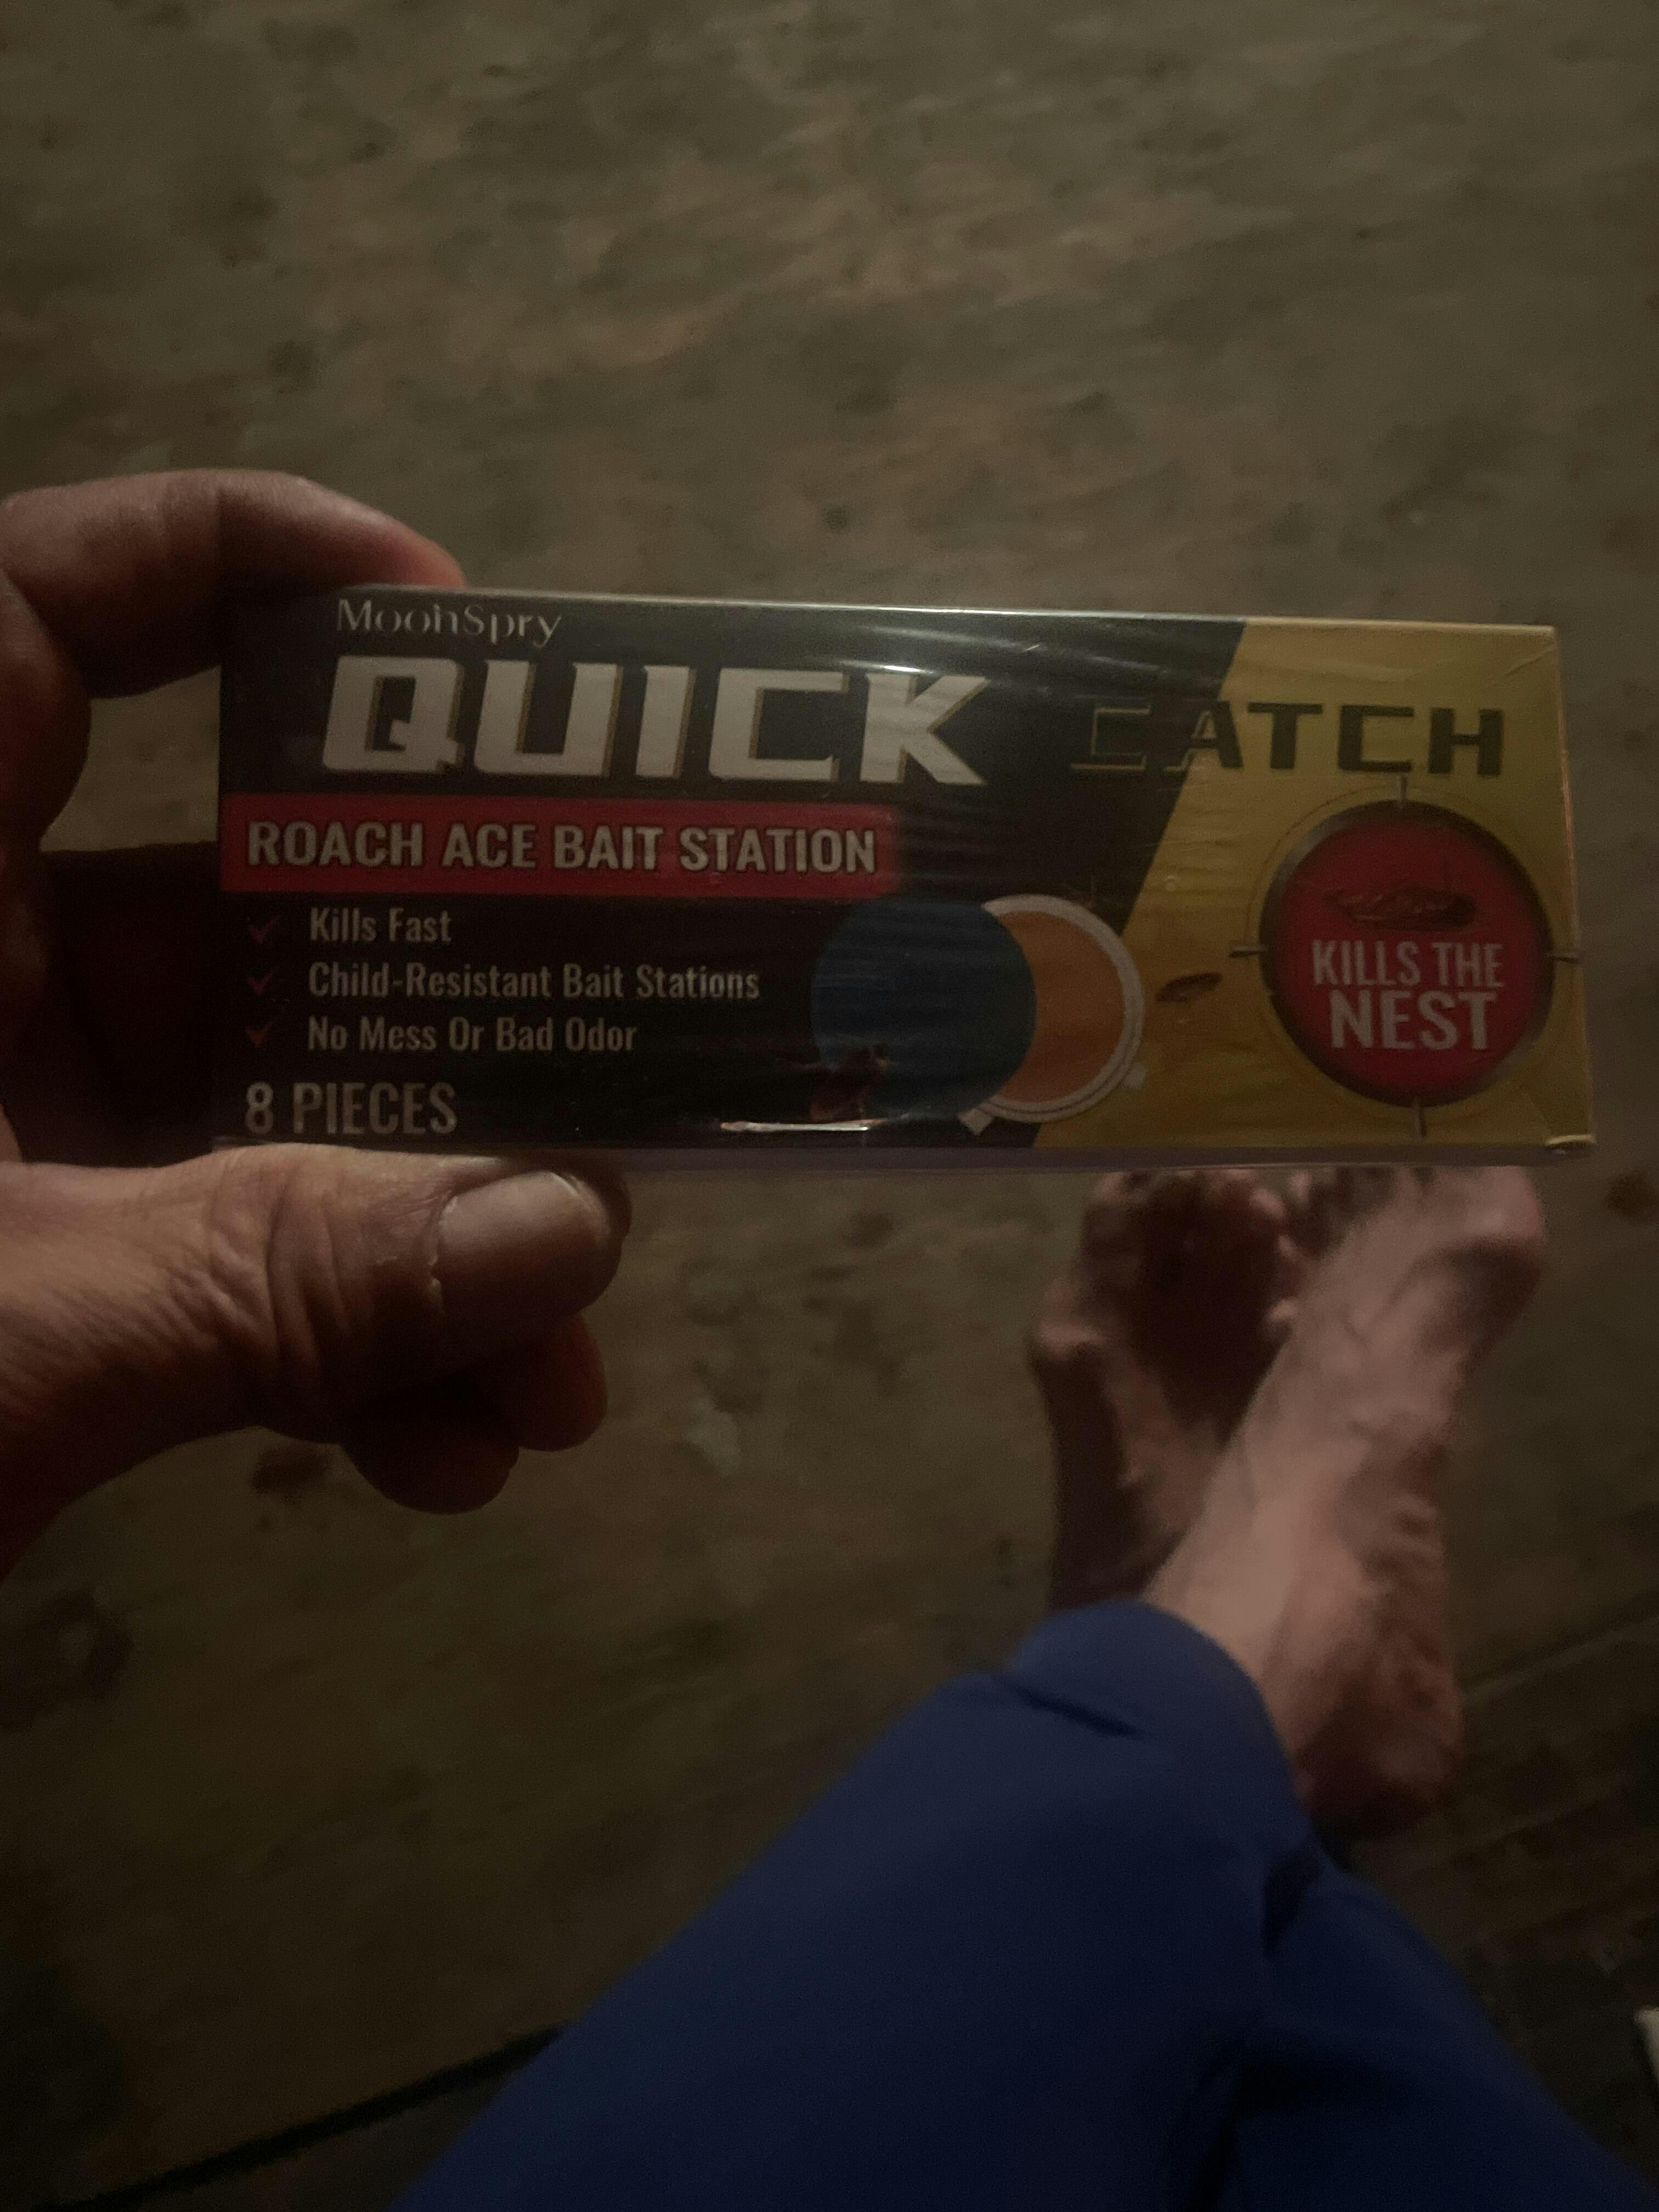 MoonSpry
QUICK CATCH
ROACH ACE BAIT STATION
Kills Fast
Child-Resistant Bait Stations
No Mess Or Bad Odor
8 PIECES
KILLS THE
NEST